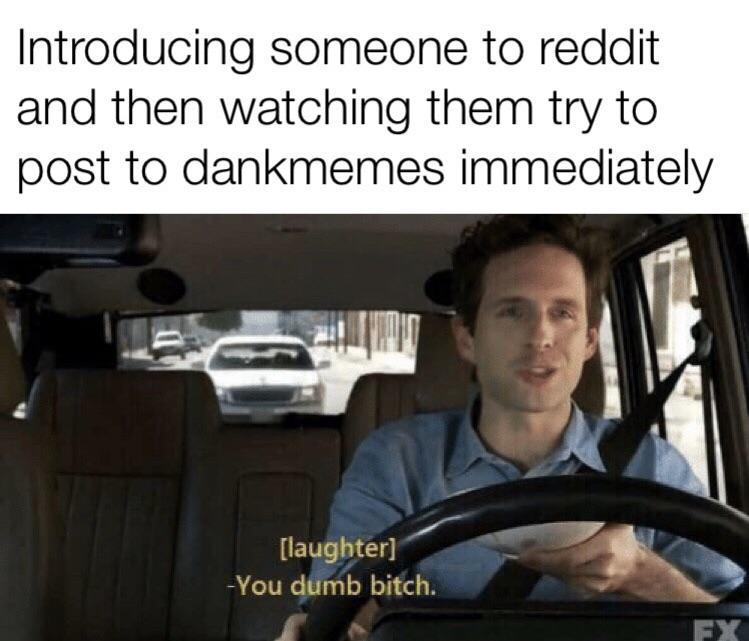 Introducing someone to reddit
and then watching them try to
post to dankmemes immediately
[laughter]
-You dumb bitch.
FX